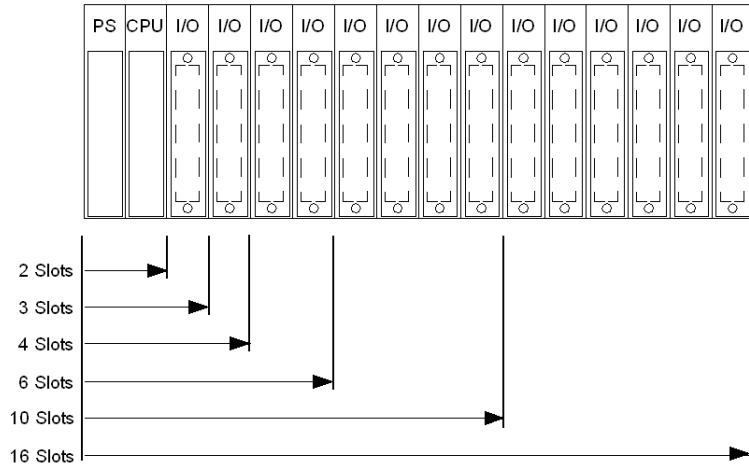 PS CPU I/O I/O I/O I/O I/O I/O I/O I/O I/O I/O I/O I/O I/O I/O
2 Slots
3 Slots
4 Slots
6 Slots
10 Slots
16 Slots